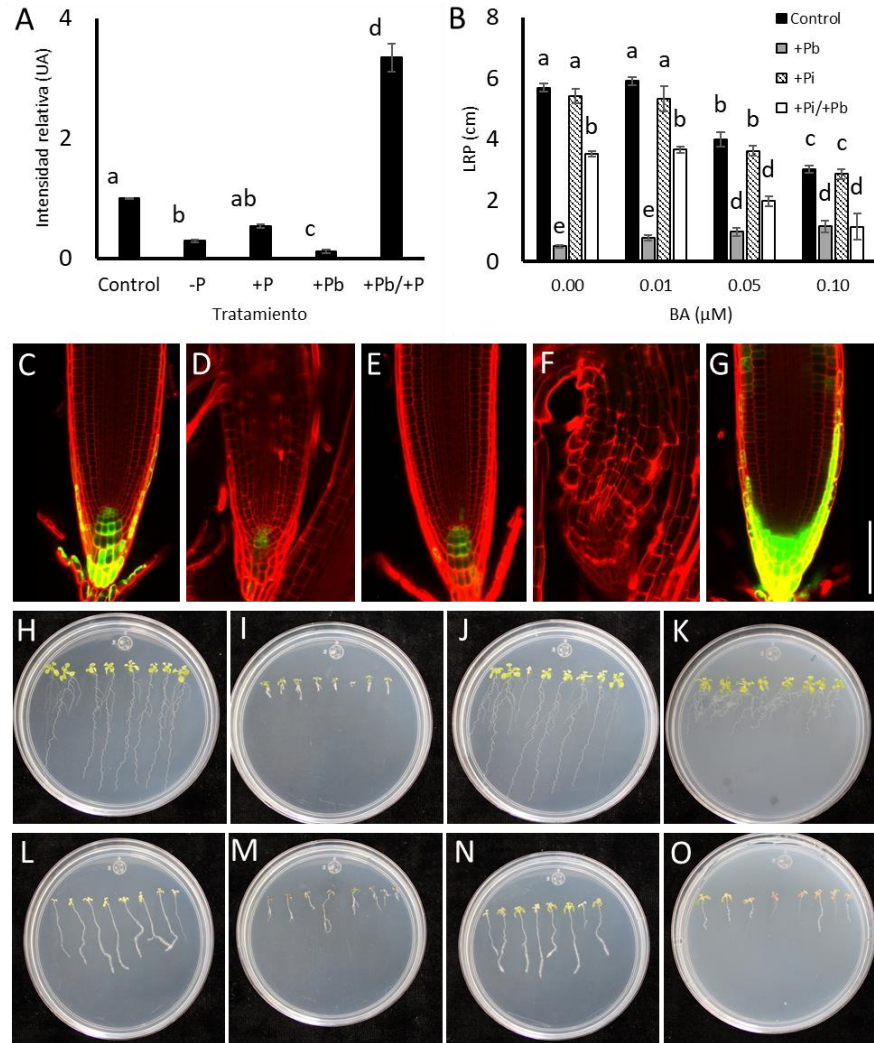 A
4
2
0
Intensidad relativa (UA)
a
b
ab
c
d
Control
-P
+P
+Pb
+Pb/+P
Tratamiento
B
8
6
4
2
0
LRP (cm)
Control
+Pb
+Pi
+Pi/+Pb
a
a
b
e
a
a
b
e
b
b
d
d
c
c
d
d
0.00
0.01
0.05
0.10
BA (µM)
C
D
E
F
G
H
I
J
K
L
M
N
O